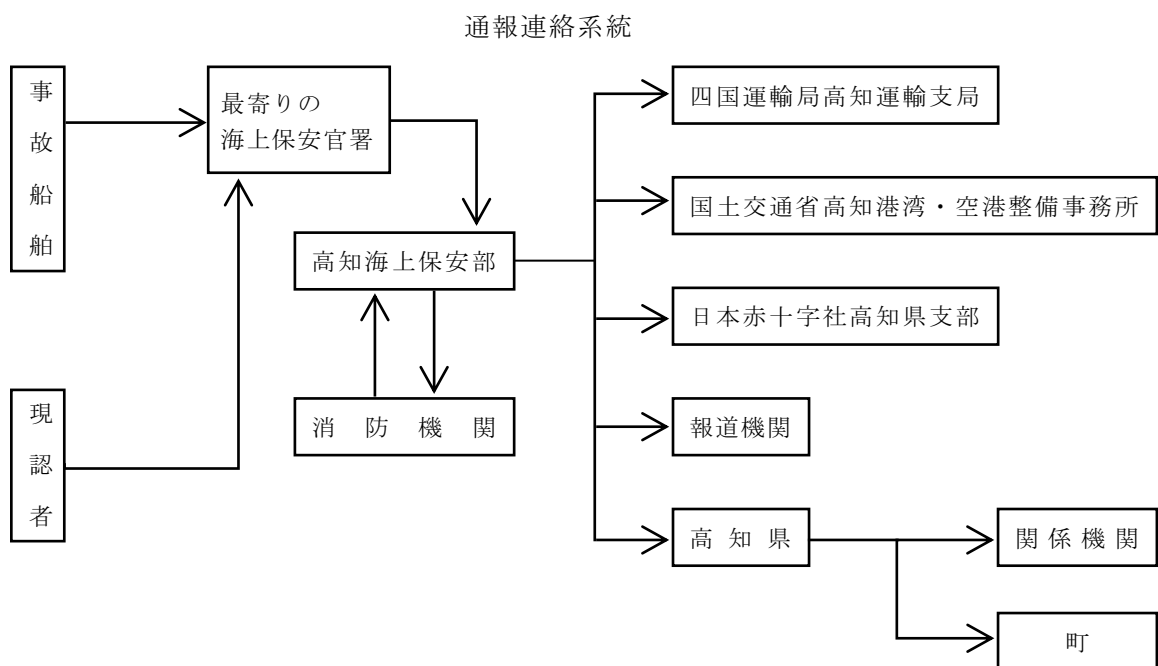 通報連絡系統
事故船舶
最寄りの
海上保安官署
四国運輸局高知運輸支局
国土交通省高知港湾・空港整備事務所
高知海上保安部
日本赤十字社高知県支部
現認者
消防機関
報道機関
高知県
関係機関
町